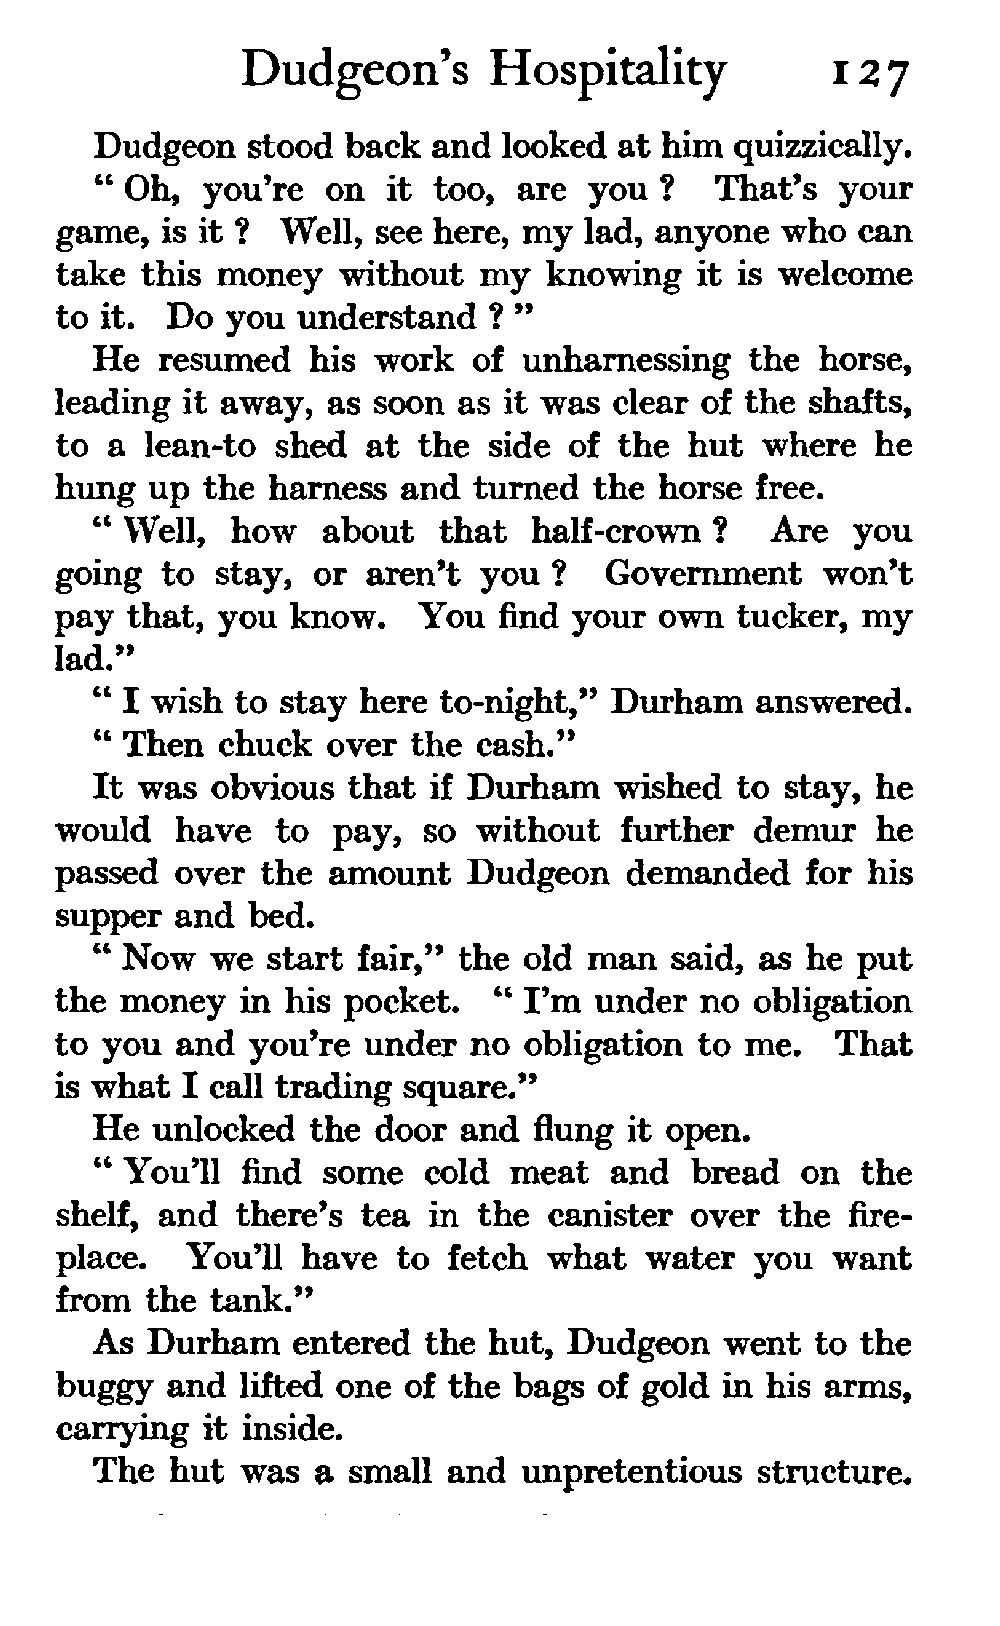 Dudgeon's Hospitality 127
Dudgeon stood back and looked at him quizzically.
“ Oh, you're on it too, are you ? That's your
game, is it ? Well, see here, my lad, anyone who can
take this money without my knowing it is welcome
to it. Do you understand ? ”
He resumed his work of unharnessing the horse,
leading it away, as soon as it was clear of the shafts,
to a lean-to shed at the side of the hut where he
hung up the harness and turned the horse free.
“ Well, how about that half-crown ? Are you
going to stay, or aren't you ? Government won't
pay that, you know. You find your own tucker, my
lad.”
“ I wish to stay here to-night,” Durham answered.
“ Then chuck over the cash.”
It was obvious that if Durham wished to stay, he
would have to pay, so without further demur he
passed over the amount Dudgeon demanded for his
supper and bed.
“ Now we start fair,” the old man said, as he put
the money in his pocket. “ I'm under no obligation
to you and you're under no obligation to me. That
is what I call trading square.”
He unlocked the door and flung it open.
“ You'll find some cold meat and bread on the
shelf, and there's tea in the canister over the fire-
place. You'll have to fetch what water you want
from the tank.”
As Durham entered the hut, Dudgeon went to the
buggy and lifted one of the bags of gold in his arms,
carrying it inside.
The hut was a small and unpretentious structure.